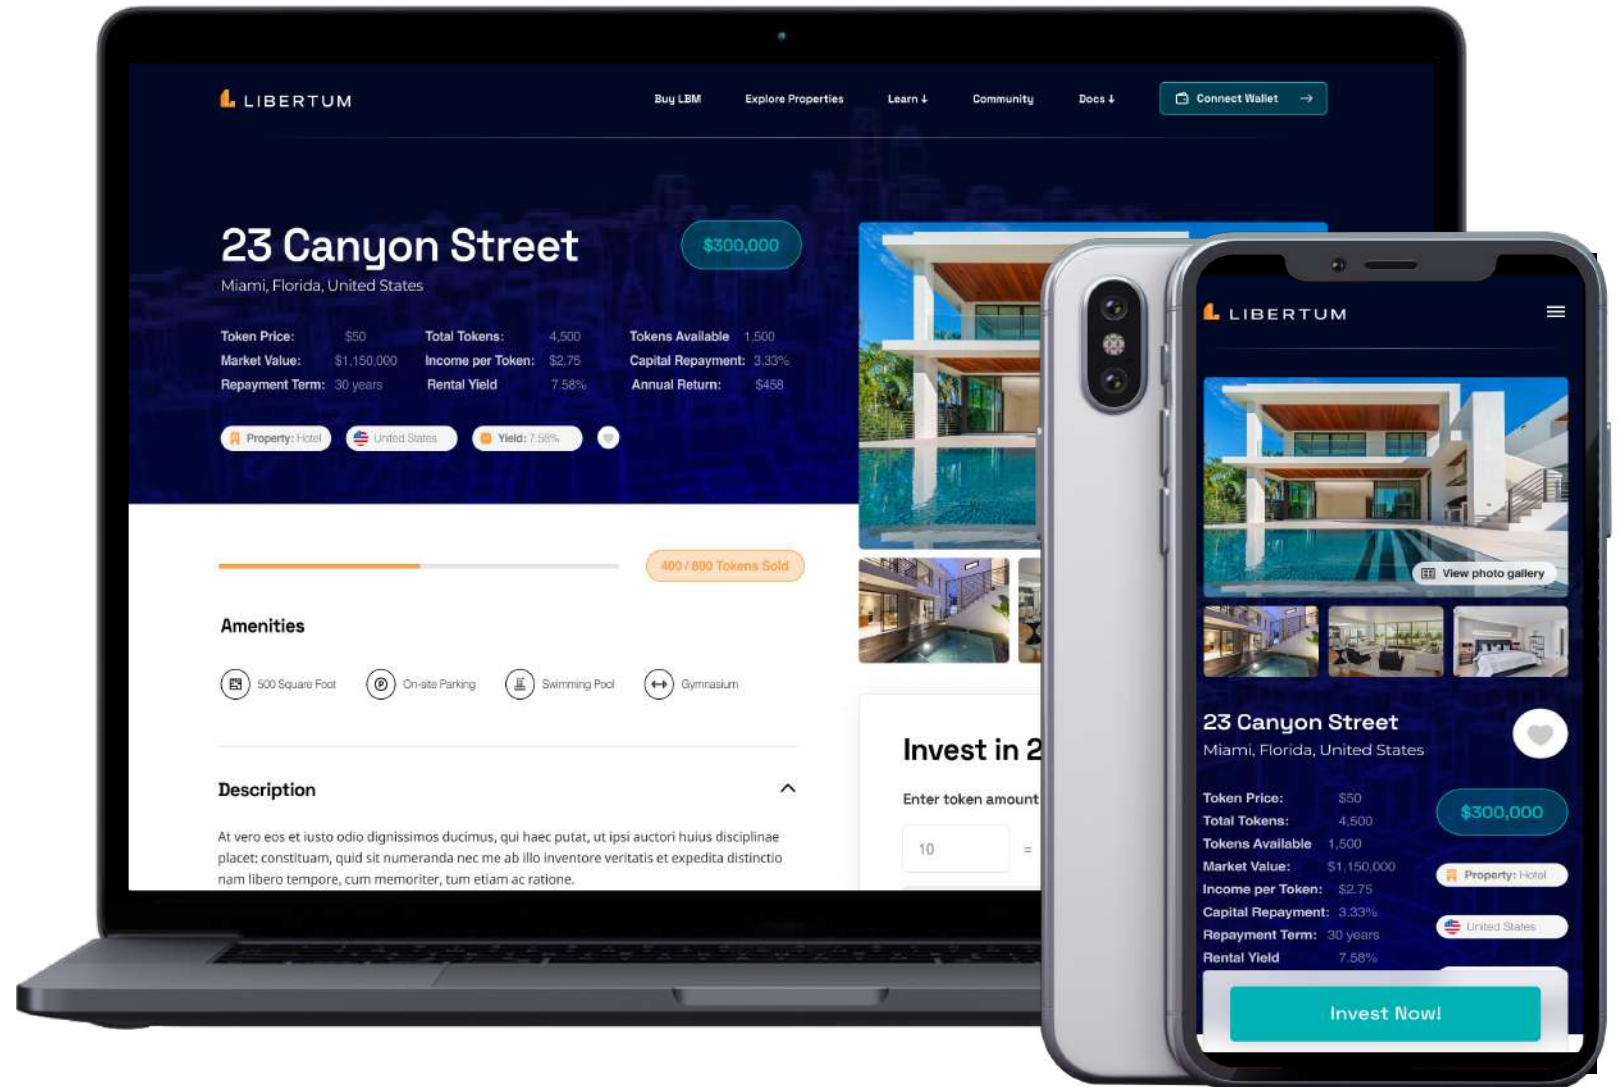 LIBERTUM
Buy LBM Explore Properties Learn ↓ Community Docs ↓ Connect Wallet →
23 Canyon Street $300,000
Miami, Florida, United States
Token Price: $50 Total Tokens: 4,500 Tokens Available 1,500
Market Value: $1,150,000 Income per Token: $2.75 Capital Repayment: 3.33%
Repayment Term: 30 years Rental Yield 7.58% Annual Return: $458
Property: Hotel United States Yield: 7.58%
400 / 800 Tokens Sold
Amenities
500 Square Foot On-site Parking Swimming Pool Gymnasium
Description
At vero eos et iusto odio dignissimos ducimus, qui haec putat, ut ipsi auctori huius disciplinae
placet: constituam, quid sit numeranda nec me ab illo inventore veritatis et expedita distinctio
nam libero tempore, cum memoriter, tum etiam ac ratione.
Invest in 2
Enter token amount
10 =
LIBERTUM
View photo gallery
23 Canyon Street
Miami, Florida, United States
Token Price: $50
Total Tokens: 4,500
Tokens Available 1,500
Market Value: $1,150,000
Income per Token: $2.75
Capital Repayment: 3.33%
Repayment Term: 30 years
Rental Yield 7.58%
$300,000
Property: Hotel
United States
Invest Now!